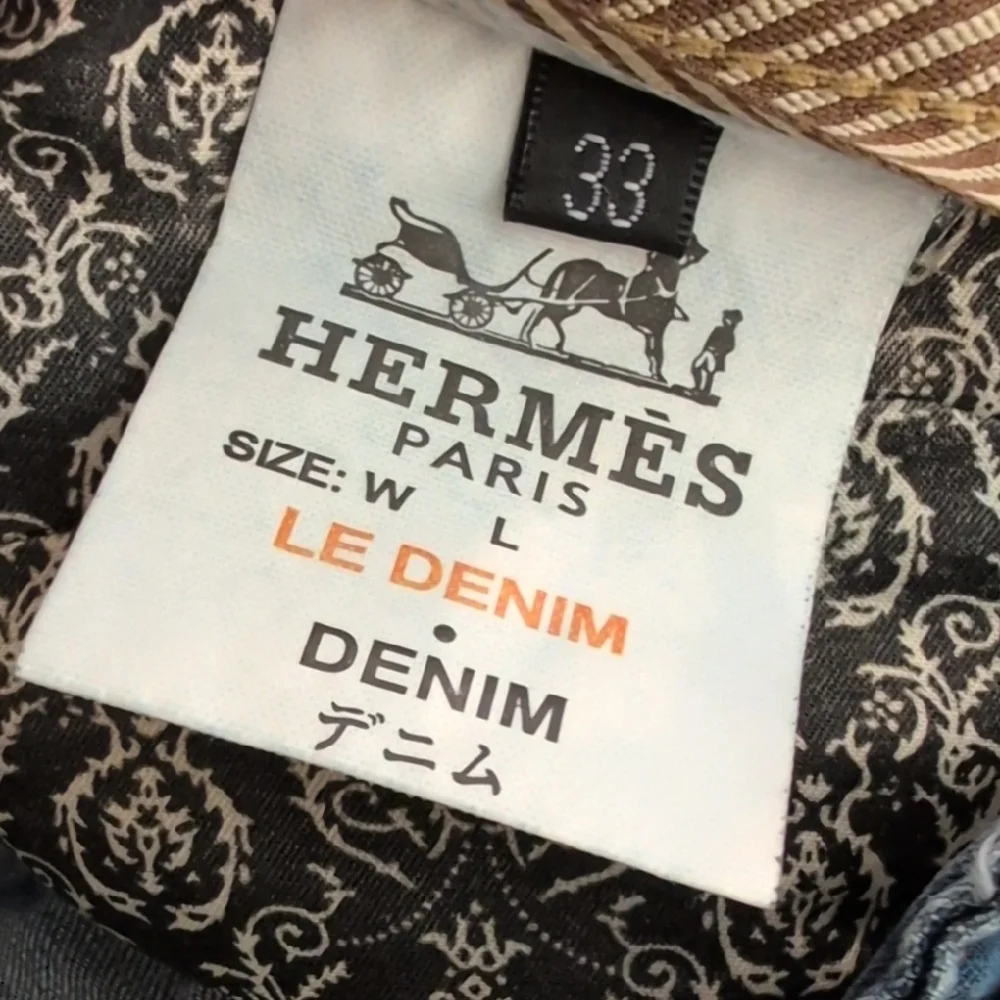 33
HERMÈS
PARIS
SIZE: W L
LE DENIM
•
DENIM
デニム